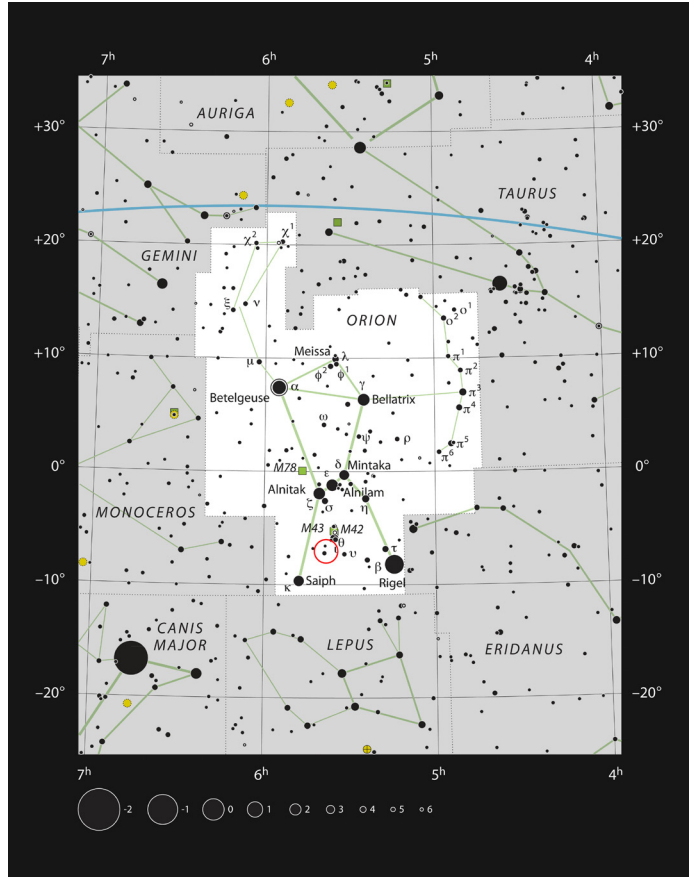 7h 6h 5h 4h
+30° +30°
AURIGA
TAURUS
+20° +20°
χ2 χ1
GEMINI
ξ ν
ο1
ORION
ο2
+10° +10°
Meissa λ π1
μ φ2 φ1 π2
α γ π3
Betelgeuse Bellatrix
π4
ω
ψ ρ π5
π6
0° 0°
M78 δ Mintaka
ε
Alnitak Alnilam
ζ σ η
MONOCEROS
M43 M42
θ
ι τ
υ
β
−10° −10°
κ Saiph Rigel
CANIS
MAJOR
LEPUS ERIDANUS
−20° −20°
7h 6h 5h 4h
-2 -1 0 1 2 3 4 5 6